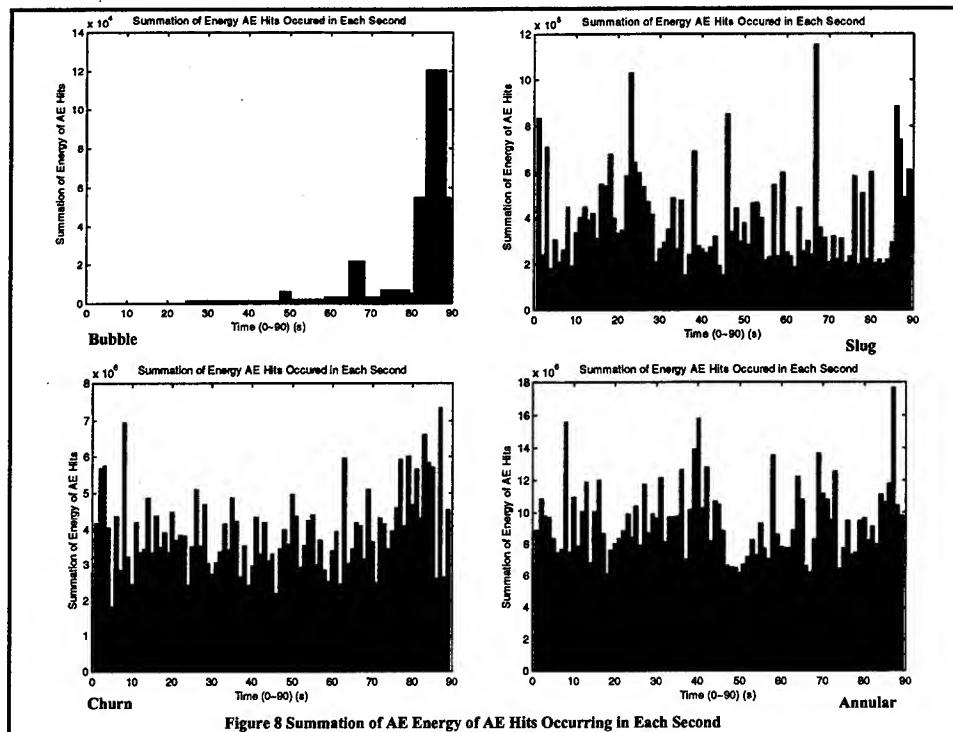 Summation of Energy AE Hits Occured in Each Second
x 10^4
14
12
10
8
6
4
2
0
Summation of Energy of AE Hits
0 10 20 30 40 50 60 70 80 90
Time (0~90) (s)
Bubble
Summation of Energy AE Hits Occured in Each Second
x 10^5
12
10
8
6
4
2
0
Summation of Energy of AE Hits
0 10 20 30 40 50 60 70 80 90
Time (0~90) (s)
Slug
Summation of Energy AE Hits Occured in Each Second
x 10^6
8
7
6
5
4
3
2
1
0
Summation of Energy of AE Hits
0 10 20 30 40 50 60 70 80 90
Time (0~90) (s)
Churn
Summation of Energy AE Hits Occured in Each Second
x 10^6
18
16
14
12
10
8
6
4
2
0
Summation of Energy of AE Hits
0 10 20 30 40 50 60 70 80 90
Time (0~90) (s)
Annular
Figure 8 Summation of AE Energy of AE Hits Occurring in Each Second